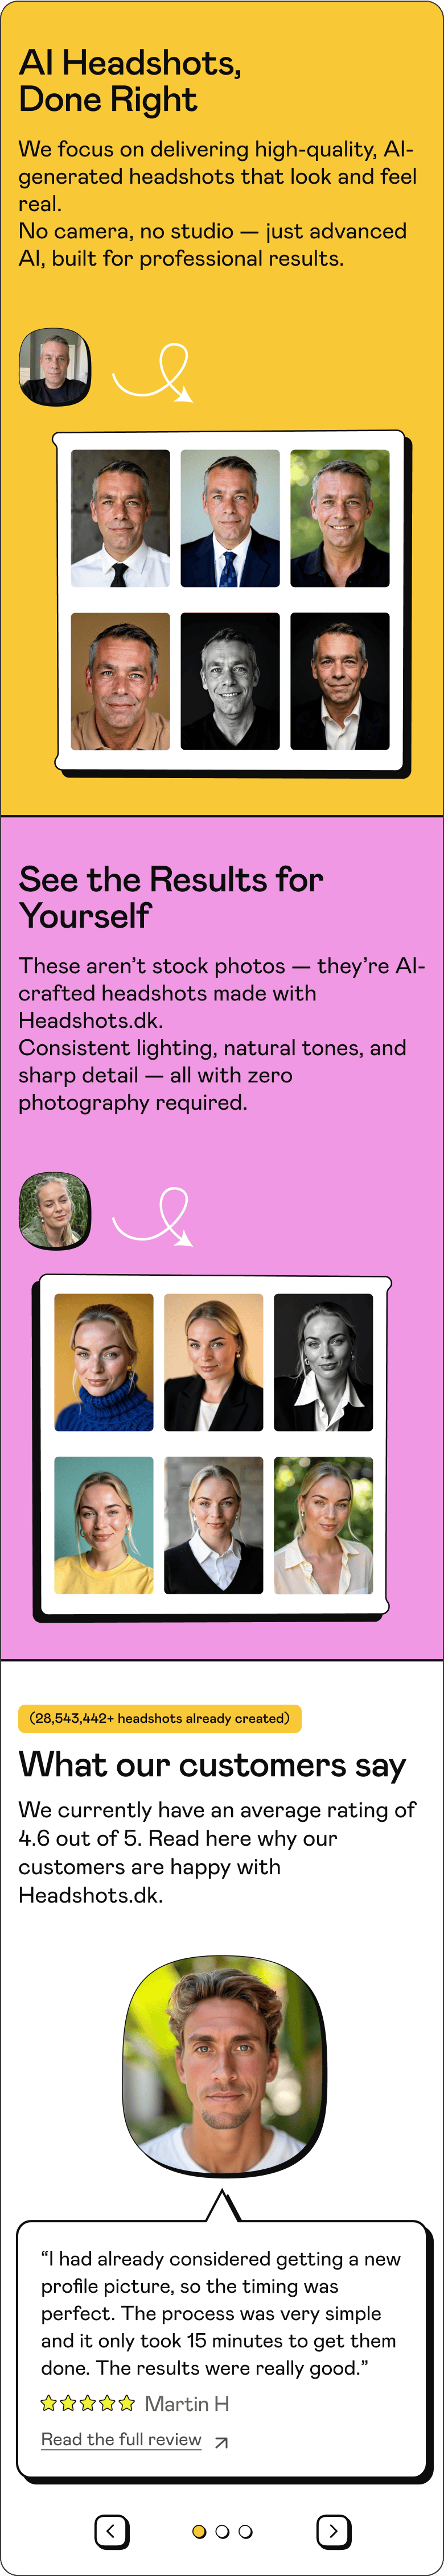 AI Headshots,
Done Right
We focus on delivering high-quality, AI-
generated headshots that look and feel
real.
No camera, no studio — just advanced
AI, built for professional results.
See the Results for
Yourself
These aren’t stock photos — they’re AI-
crafted headshots made with
Headshots.dk.
Consistent lighting, natural tones, and
sharp detail — all with zero
photography required.
(28,543,442+ headshots already created)
What our customers say
We currently have an average rating of
4.6 out of 5. Read here why our
customers are happy with
Headshots.dk.
“I had already considered getting a new
profile picture, so the timing was
perfect. The process was very simple
and it only took 15 minutes to get them
done. The results were really good.”
Martin H
Read the full review